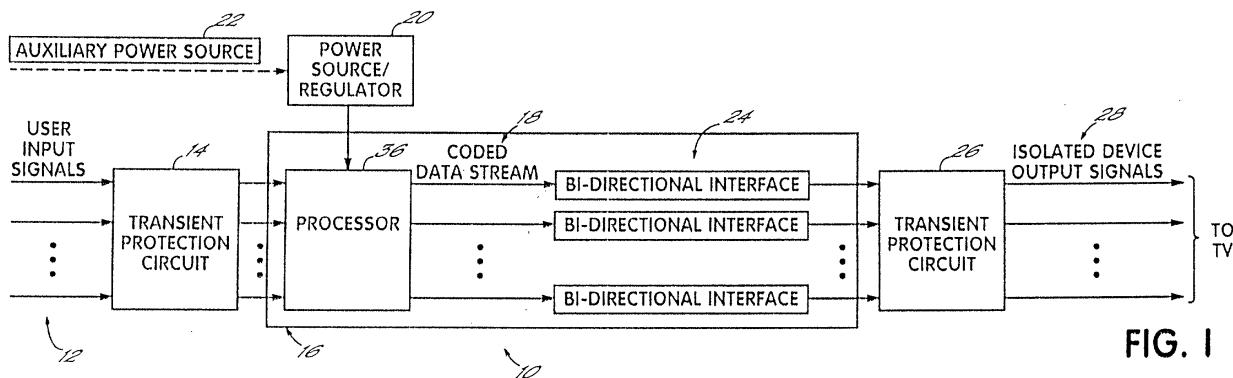 22
20
AUXILIARY POWER SOURCE
POWER
SOURCE/
REGULATOR
USER
INPUT
SIGNALS
14
36
18
CODED
DATA STREAM
24
26
28
ISOLATED DEVICE
OUTPUT SIGNALS
TRANSIENT
PROTECTION
CIRCUIT
PROCESSOR
BI-DIRECTIONAL INTERFACE
BI-DIRECTIONAL INTERFACE
BI-DIRECTIONAL INTERFACE
TRANSIENT
PROTECTION
CIRCUIT
TO
TV
12
16
10
FIG. 1